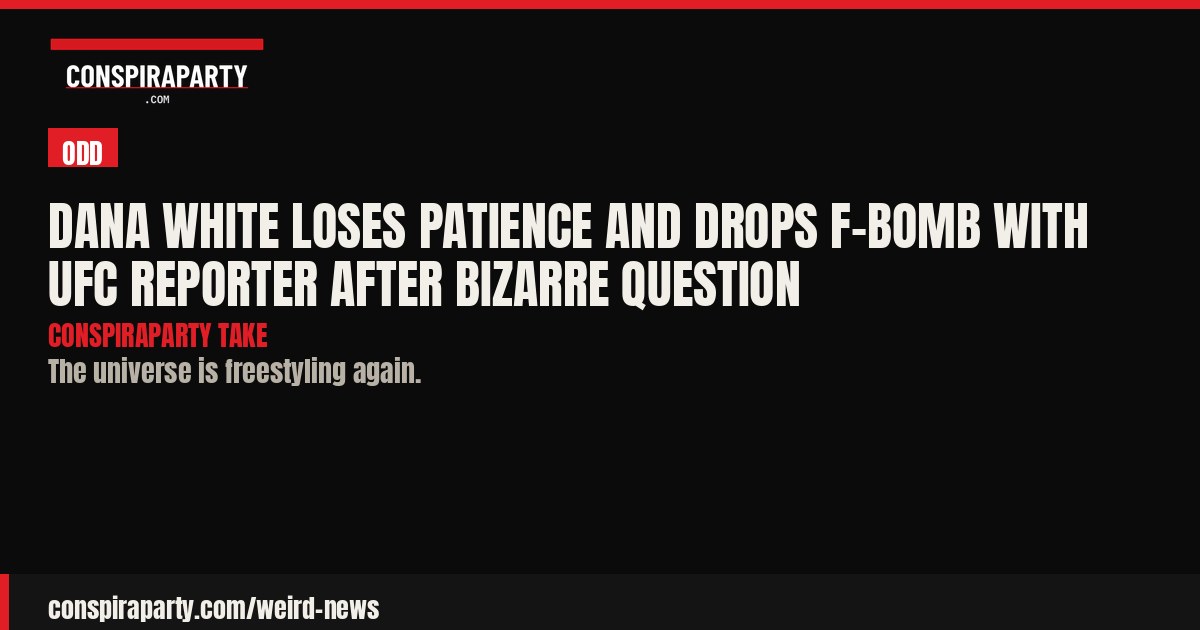 CONSPIRAPARTY
.COM
ODD
DANA WHITE LOSES PATIENCE AND DROPS F-BOMB WITH
UFC REPORTER AFTER BIZARRE QUESTION
CONSPIRAPARTY TAKE
The universe is freestyling again.
conspiraparty.com/weird-news